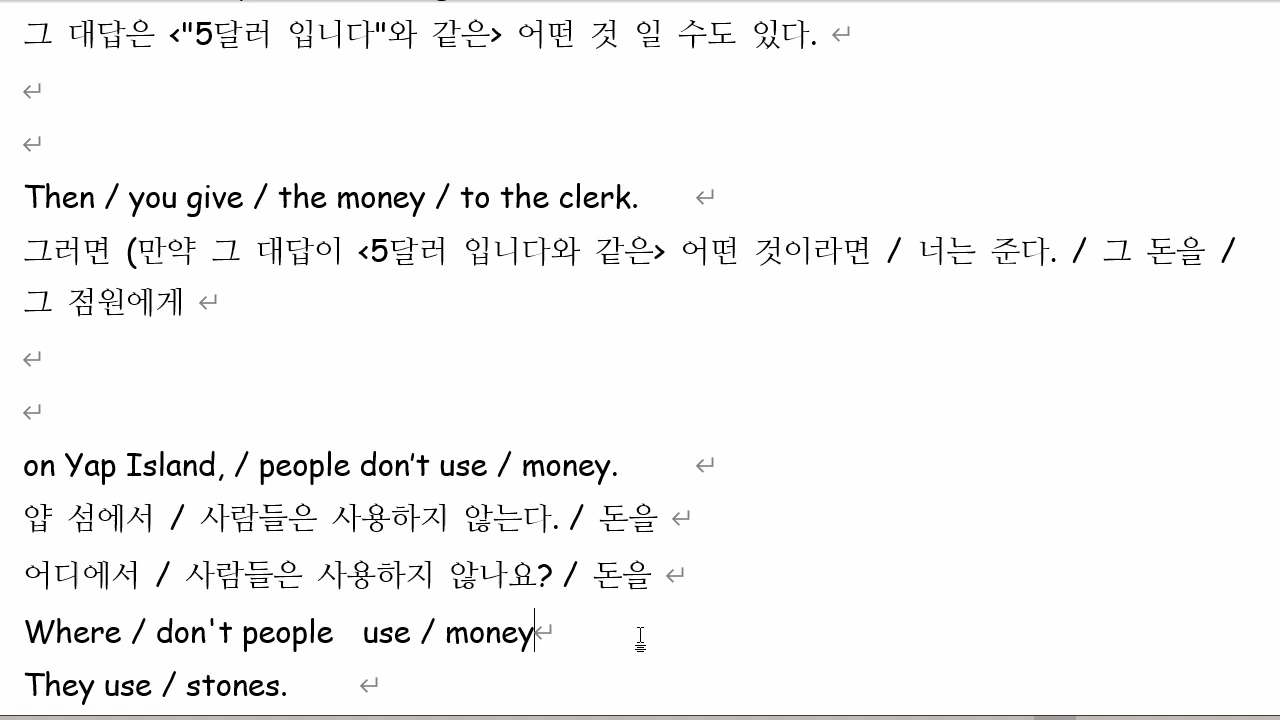 그 대답은 <"5달러 입니다"와 같은> 어떤 것 일 수도 있다.
Then / you give / the money / to the clerk.
그러면 (만약 그 대답이 <5달러 입니다와 같은> 어떤 것이라면 / 너는 준다. / 그 돈을 /
그 점원에게
on Yap Island, / people don’t use / money.
얍 섬에서 / 사람들은 사용하지 않는다. / 돈을
어디에서 / 사람들은 사용하지 않나요? / 돈을
Where / don't people use / money
They use / stones.